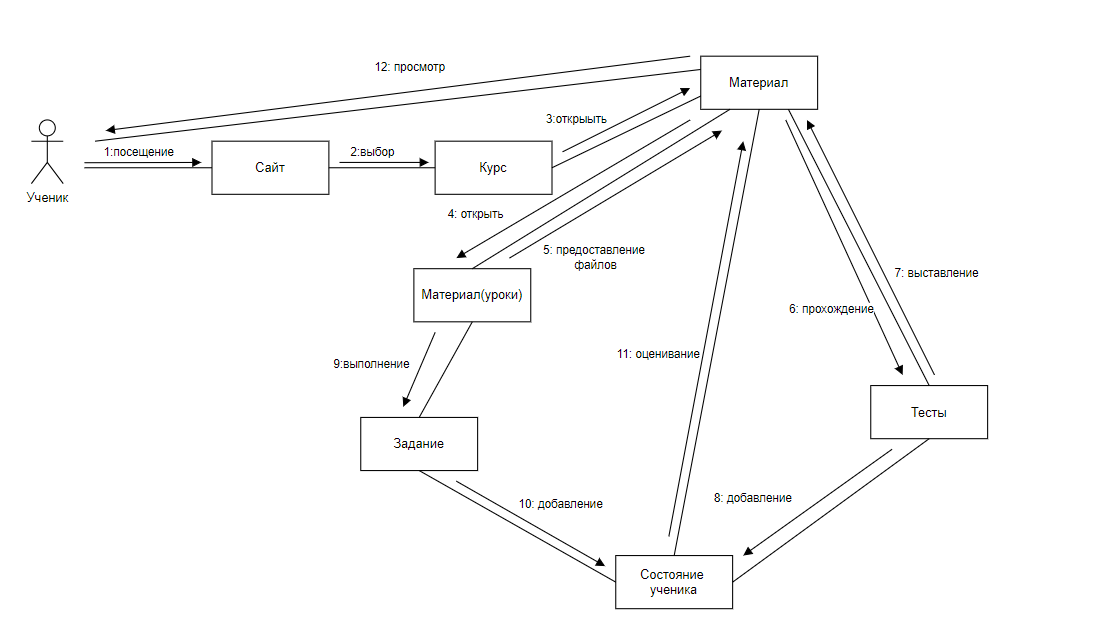 12: просмотр
Материал
3:открыыть
1:посещение
2:выбор
Сайт
Курс
Ученик
4: открыть
5: предоставление
файлов
7: выставление
Материал(уроки)
6: прохождение
11: оценивание
9:выполнение
Тесты
Задание
10: добавление
8: добавление
Состояние
ученика